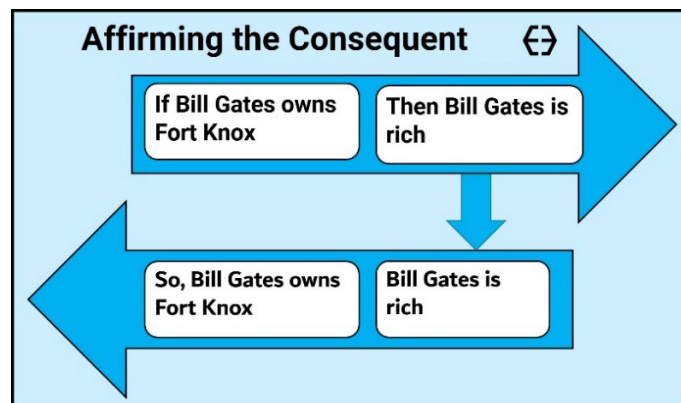 Affirming the Consequent
If Bill Gates owns
Fort Knox
Then Bill Gates is
rich
So, Bill Gates owns
Fort Knox
Bill Gates is
rich